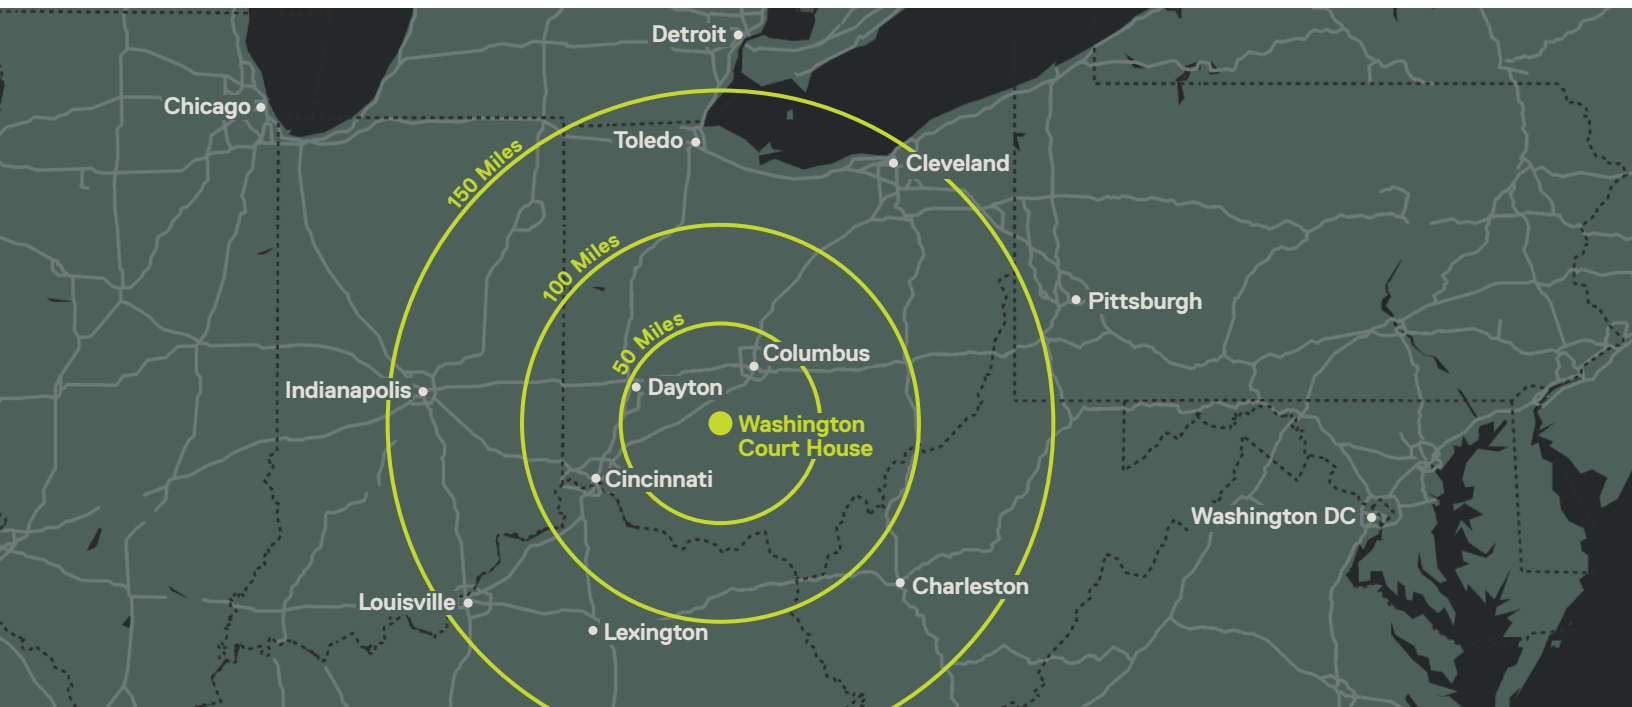 Detroit
Chicago
Toledo
150 Miles
Cleveland
100 Miles
Pittsburgh
50 Miles
Columbus
Indianapolis
Dayton
Washington
Court House
Cincinnati
Washington DC
Charleston
Louisville
Lexington